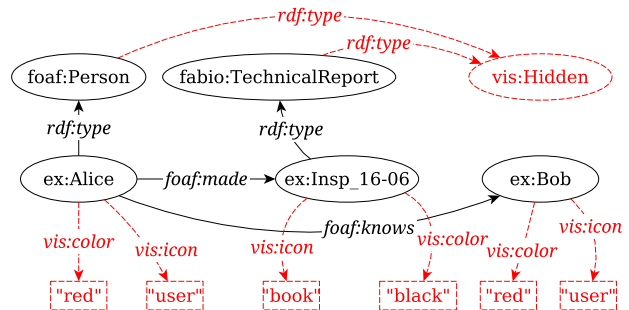 rdf:type
rdf:type
foaf:Person
fabio:TechnicalReport
vis:Hidden
rdf:type
rdf:type
ex:Alice
foaf:made
ex:Insp_16-06
ex:Bob
foaf:knows
vis:color
vis:icon
vis:icon
vis:color
vis:color
vis:icon
"red"
"user"
"book"
"black"
"red"
"user"